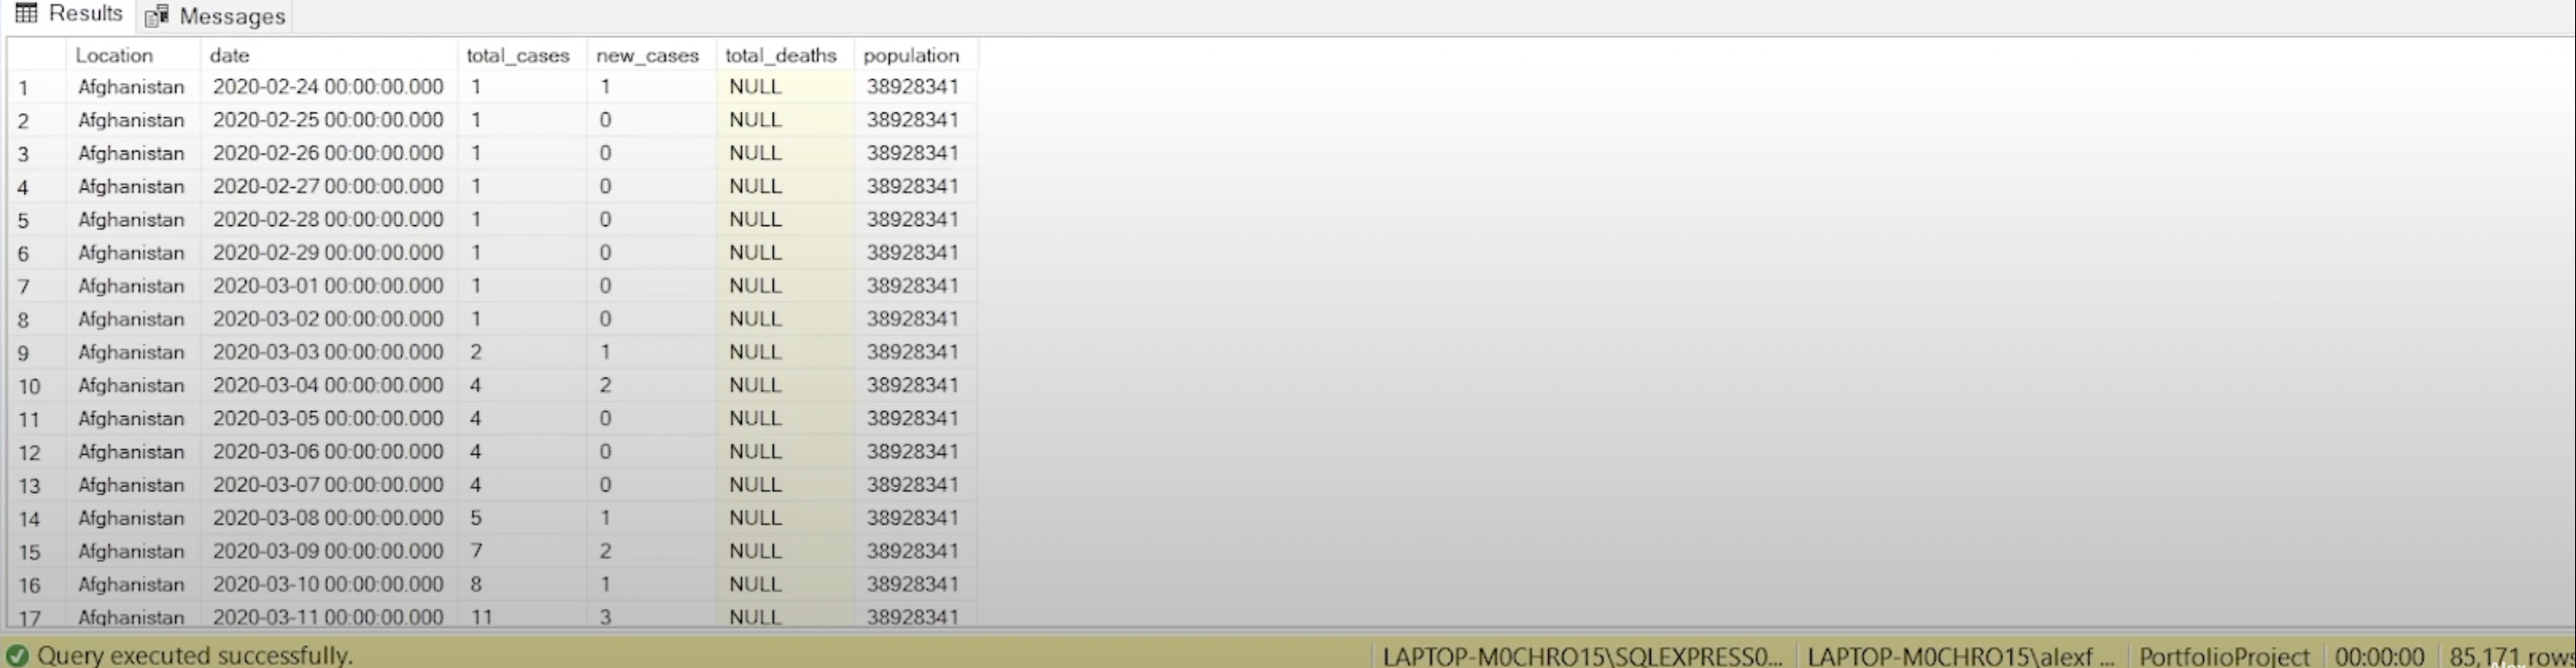 Results Messages
Location date total_cases new_cases total_deaths population
1 Afghanistan 2020-02-24 00:00:00.000 1 1 NULL 38928341
2 Afghanistan 2020-02-25 00:00:00.000 1 0 NULL 38928341
3 Afghanistan 2020-02-26 00:00:00.000 1 0 NULL 38928341
4 Afghanistan 2020-02-27 00:00:00.000 1 0 NULL 38928341
5 Afghanistan 2020-02-28 00:00:00.000 1 0 NULL 38928341
6 Afghanistan 2020-02-29 00:00:00.000 1 0 NULL 38928341
7 Afghanistan 2020-03-01 00:00:00.000 1 0 NULL 38928341
8 Afghanistan 2020-03-02 00:00:00.000 1 0 NULL 38928341
9 Afghanistan 2020-03-03 00:00:00.000 2 1 NULL 38928341
10 Afghanistan 2020-03-04 00:00:00.000 4 2 NULL 38928341
11 Afghanistan 2020-03-05 00:00:00.000 4 0 NULL 38928341
12 Afghanistan 2020-03-06 00:00:00.000 4 0 NULL 38928341
13 Afghanistan 2020-03-07 00:00:00.000 4 0 NULL 38928341
14 Afghanistan 2020-03-08 00:00:00.000 5 1 NULL 38928341
15 Afghanistan 2020-03-09 00:00:00.000 7 2 NULL 38928341
16 Afghanistan 2020-03-10 00:00:00.000 8 1 NULL 38928341
17 Afghanistan 2020-03-11 00:00:00.000 11 3 NULL 38928341
Query executed successfully. LAPTOP-M0CHRO15\SQLEXPRESS0... LAPTOP-M0CHRO15\alexf ... PortfolioProject 00:00:00 85,171 rows